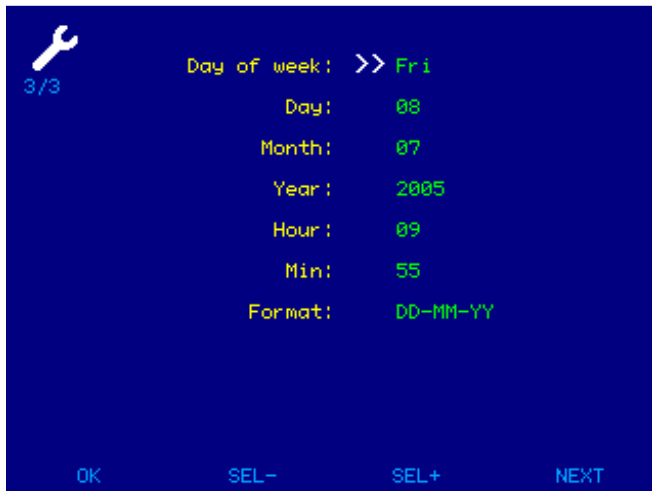 Day of week: >> Fri
3/3
Day: 08
Month: 07
Year: 2005
Hour: 09
Min: 55
Format: DD-MM-YY
OK SEL- SEL+ NEXT